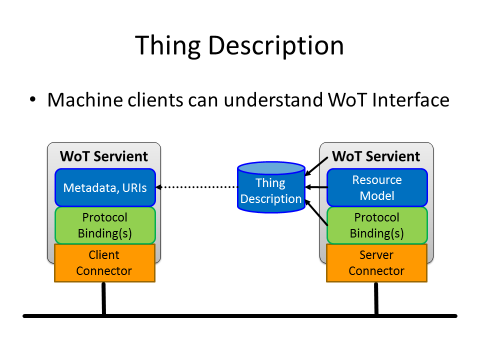 Thing Description
• Machine clients can understand WoT Interface
WoT Servient
Metadata, URIs
Protocol
Binding(s)
Client
Connector
Thing
Description
WoT Servient
Resource
Model
Protocol
Binding(s)
Server
Connector